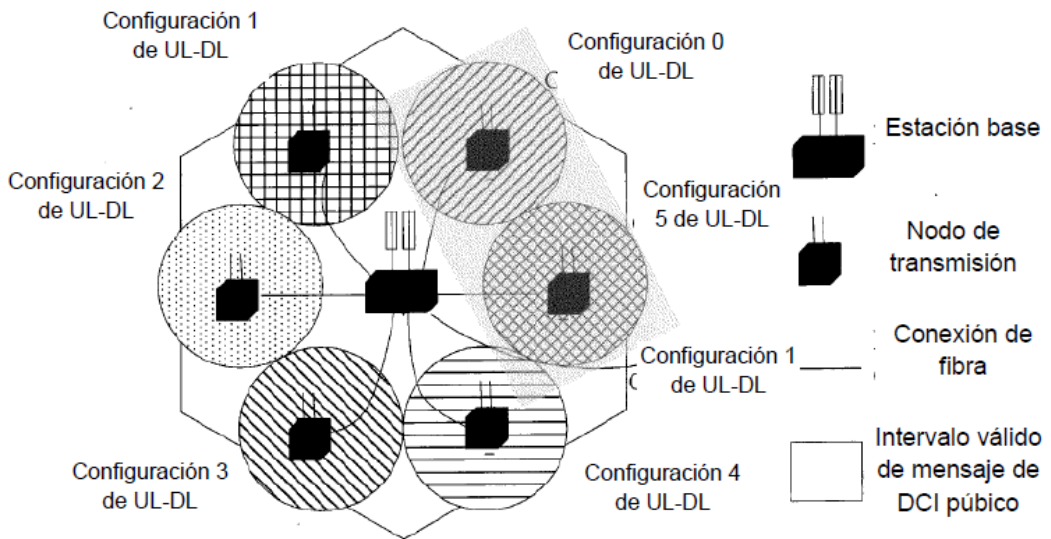 Configuración 1
de UL-DL
Configuración 0
de UL-DL
Estación base
Configuración 2
de UL-DL
Configuración
5 de UL-DL
Nodo de
transmisión
Configuración 1
de UL-DL
Conexión de
fibra
Configuración 3
de UL-DL
Configuración 4
de UL-DL
Intervalo válido
de mensaje de
DCI púbico